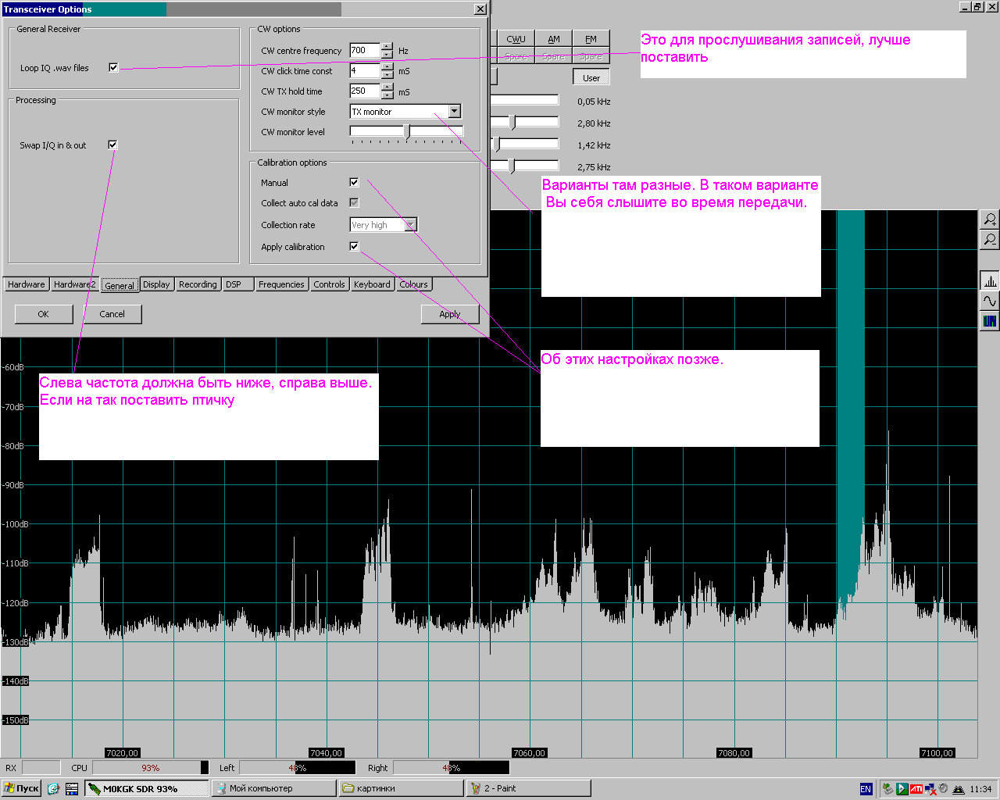 Transceiver Options
General Receiver
Loop IQ .wav files
Processing
Swap I/Q in & out
CW options
CW centre frequency 700 Hz
CW click time const 4 mS
CW TX hold time 250 mS
CW monitor style TX monitor
CW monitor level
Calibration options
Manual
Collect auto cal data
Collection rate Very high
Apply caliibration
Hardware Hardware2 General Display Recording DSP Frequencies Controls Keyboard Colours
OK Cancel Apply
CWU AM FM
Spare Spare Spare
User
0,05 kHz
2,80 kHz
1,42 kHz
2,75 kHz
Это для прослушивания записей, лучше
поставить
Варианты там разные. В таком варианте
Вы себя слышите во время передачи.
Об этих настройках позже.
Слева частота должна быть ниже, справа выше.
Если на так поставить птичку
-60dB
-70dB
-80dB
-90dB
-100dB
-110dB
-120dB
-130dB
-140dB
-150dB
7020,00 7040,00 7060,00 7080,00 7100,00
RX CPU 93% Left 48% Right 48%
Пуск M0KGK SDR 93% Мой компьютер картинки 2 - Paint EN ATI 11:34